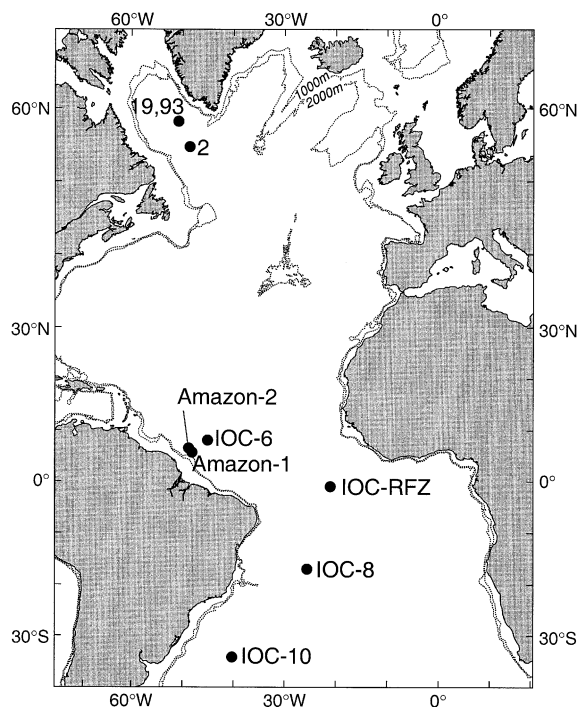 60°W 30°W 0°
1000m
2000m
60°N 60°N
19,93
2
30°N 30°N
Amazon-2
IOC-6
Amazon-1
0° 0°
IOC-RFZ
IOC-8
30°S 30°S
IOC-10
60°W 30°W 0°